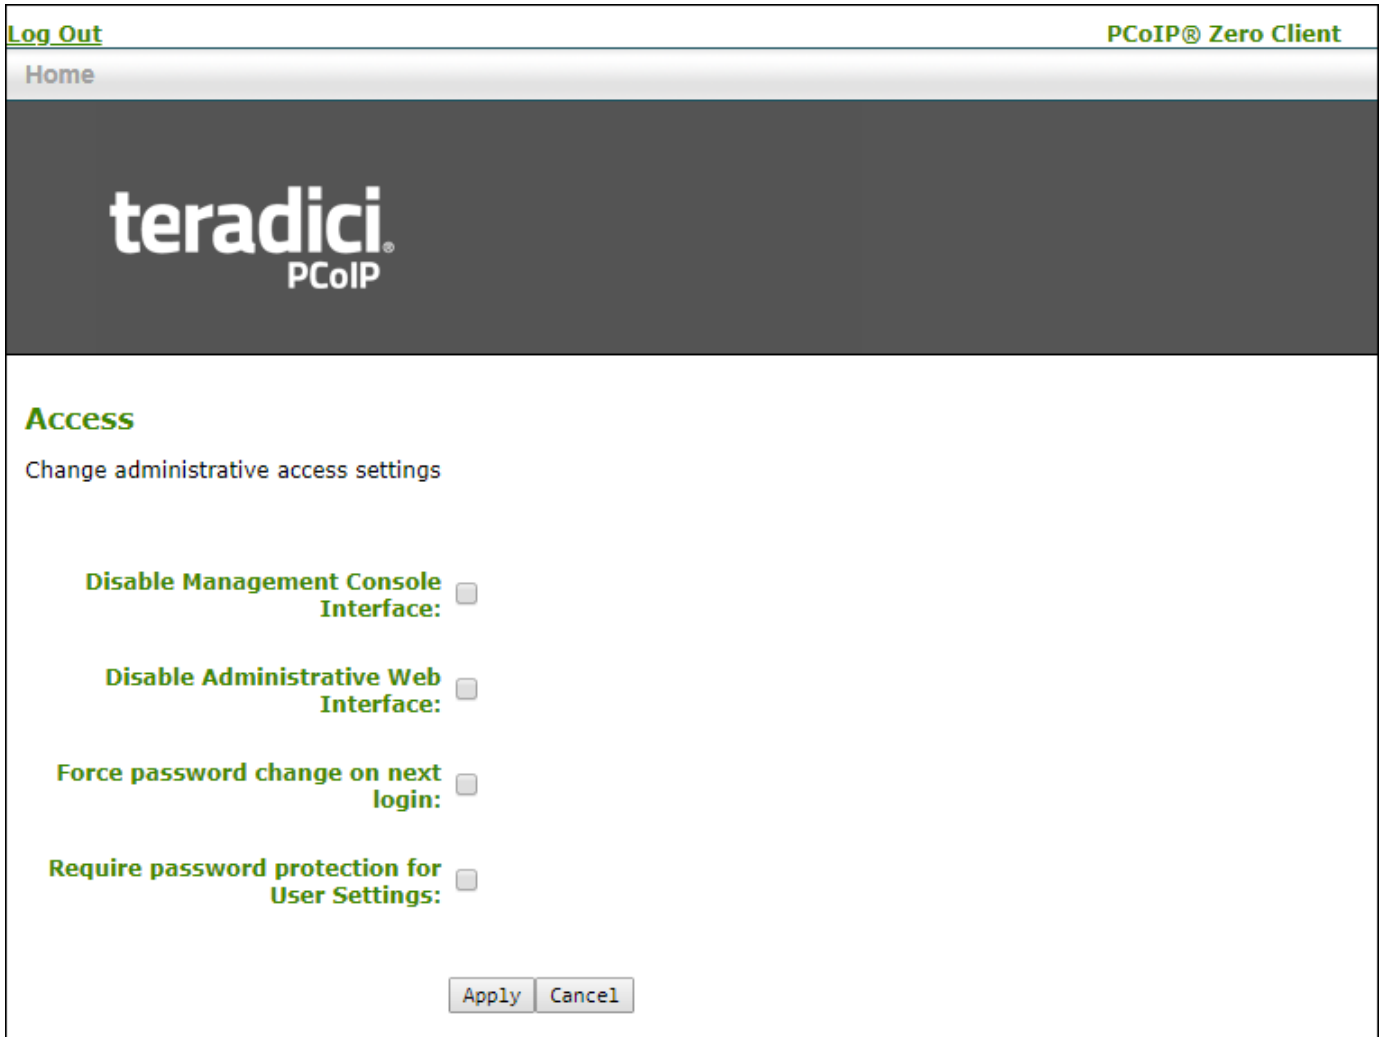 Log Out
PCoIP® Zero Client
Home
teradici®
PCoIP
Access
Change administrative access settings
Disable Management Console
Interface:
Disable Administrative Web
Interface:
Force password change on next
login:
Require password protection for
User Settings:
Apply Cancel